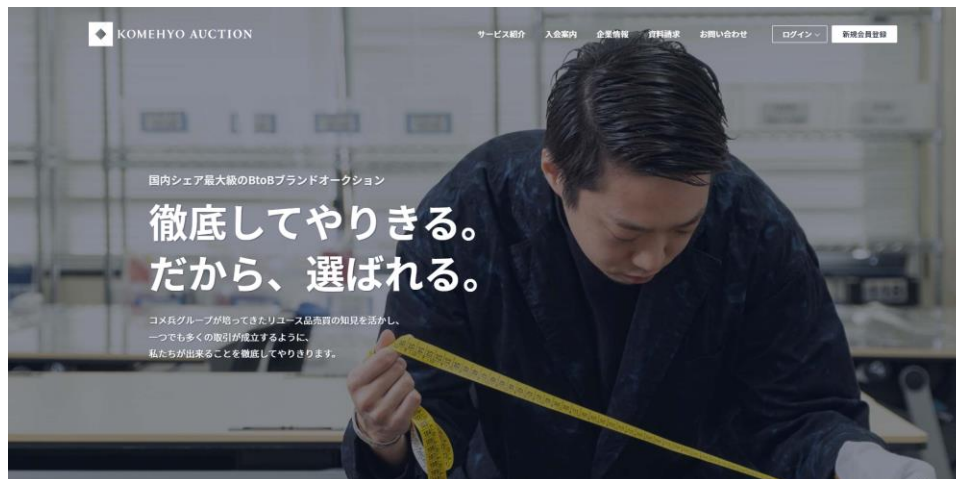 KOMEHYO AUCTION
サービス紹介 入会案内 企業情報 資料請求 お問い合わせ ログイン 新規会員登録
国内シェア最大級のBtoBブランドオークション
徹底してやりきる。
だから、選ばれる。
コメ兵グループが培ってきたリユース品売買の知見を活かし、
一つでも多くの取引が成立するように、
私たちが出来ることを徹底してやりきります。